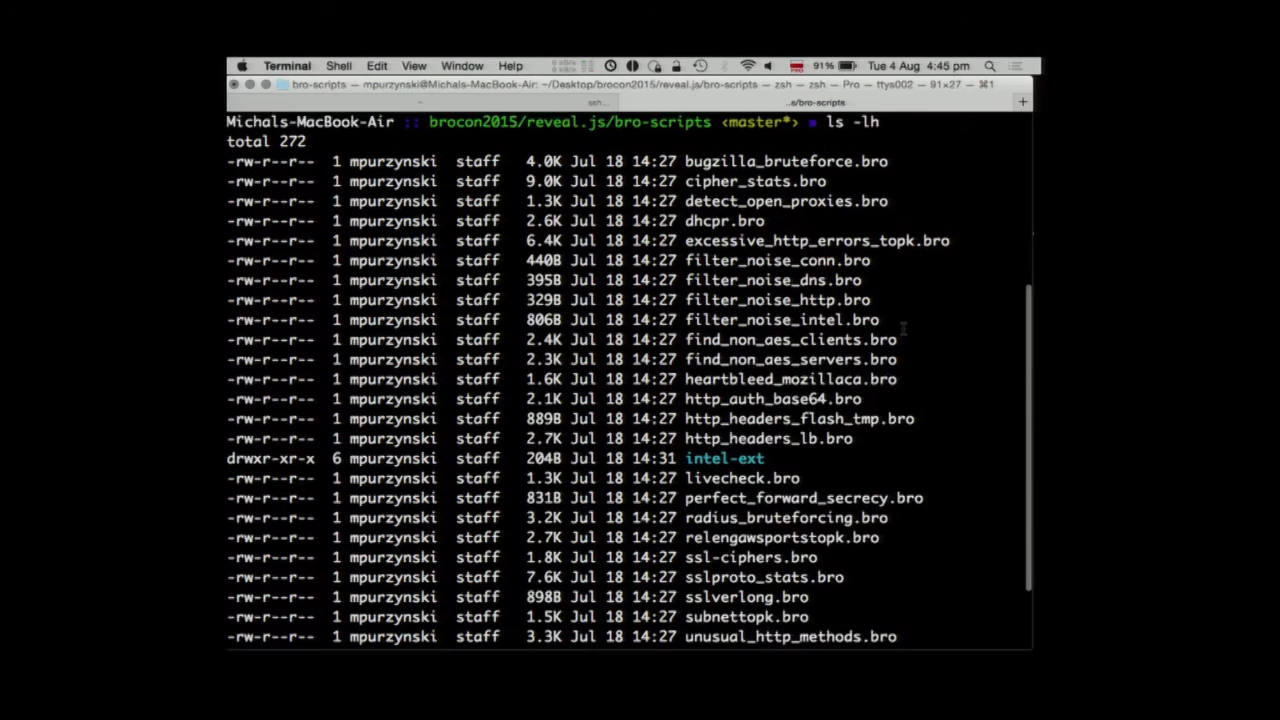 Terminal Shell Edit View Window Help 91% Tue 4 Aug 4:45 pm
bro-scripts — mpurzynski@Michals-MacBook-Air: ~/Desktop/brocon2015/reveal.js/bro-scripts — zsh — zsh — Pro — ttys002 — 91×27 — ⌘1
~ ssh... ..s/bro-scripts +
Michals-MacBook-Air :: brocon2015/reveal.js/bro-scripts ‹master*› ls -lh
total 272
-rw-r--r-- 1 mpurzynski staff 4.0K Jul 18 14:27 bugzilla_bruteforce.bro
-rw-r--r-- 1 mpurzynski staff 9.0K Jul 18 14:27 cipher_stats.bro
-rw-r--r-- 1 mpurzynski staff 1.3K Jul 18 14:27 detect_open_proxies.bro
-rw-r--r-- 1 mpurzynski staff 2.6K Jul 18 14:27 dhcpr.bro
-rw-r--r-- 1 mpurzynski staff 6.4K Jul 18 14:27 excessive_http_errors_topk.bro
-rw-r--r-- 1 mpurzynski staff 440B Jul 18 14:27 filter_noise_conn.bro
-rw-r--r-- 1 mpurzynski staff 395B Jul 18 14:27 filter_noise_dns.bro
-rw-r--r-- 1 mpurzynski staff 329B Jul 18 14:27 filter_noise_http.bro
-rw-r--r-- 1 mpurzynski staff 806B Jul 18 14:27 filter_noise_intel.bro
-rw-r--r-- 1 mpurzynski staff 2.4K Jul 18 14:27 find_non_aes_clients.bro
-rw-r--r-- 1 mpurzynski staff 2.3K Jul 18 14:27 find_non_aes_servers.bro
-rw-r--r-- 1 mpurzynski staff 1.6K Jul 18 14:27 heartbleed_mozillaca.bro
-rw-r--r-- 1 mpurzynski staff 2.1K Jul 18 14:27 http_auth_base64.bro
-rw-r--r-- 1 mpurzynski staff 889B Jul 18 14:27 http_headers_flash_tmp.bro
-rw-r--r-- 1 mpurzynski staff 2.7K Jul 18 14:27 http_headers_lb.bro
drwxr-xr-x 6 mpurzynski staff 204B Jul 18 14:31 intel-ext
-rw-r--r-- 1 mpurzynski staff 1.3K Jul 18 14:27 livecheck.bro
-rw-r--r-- 1 mpurzynski staff 831B Jul 18 14:27 perfect_forward_secrecy.bro
-rw-r--r-- 1 mpurzynski staff 3.2K Jul 18 14:27 radius_bruteforcing.bro
-rw-r--r-- 1 mpurzynski staff 2.7K Jul 18 14:27 relengawsportstopk.bro
-rw-r--r-- 1 mpurzynski staff 1.8K Jul 18 14:27 ssl-ciphers.bro
-rw-r--r-- 1 mpurzynski staff 7.6K Jul 18 14:27 sslproto_stats.bro
-rw-r--r-- 1 mpurzynski staff 898B Jul 18 14:27 sslverlong.bro
-rw-r--r-- 1 mpurzynski staff 1.5K Jul 18 14:27 subnettopk.bro
-rw-r--r-- 1 mpurzynski staff 3.3K Jul 18 14:27 unusual_http_methods.bro